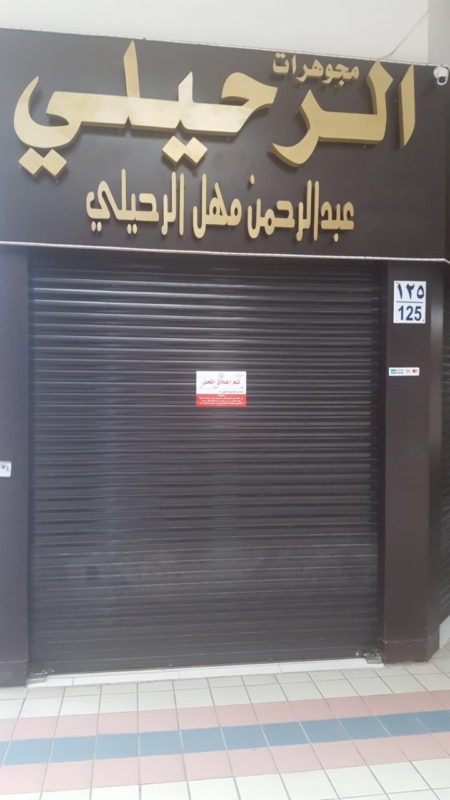 مجوهرات
الرحيلي
عبدالرحمن مهل الرحيلي
١٢٥
125
تم إغلاق المحل